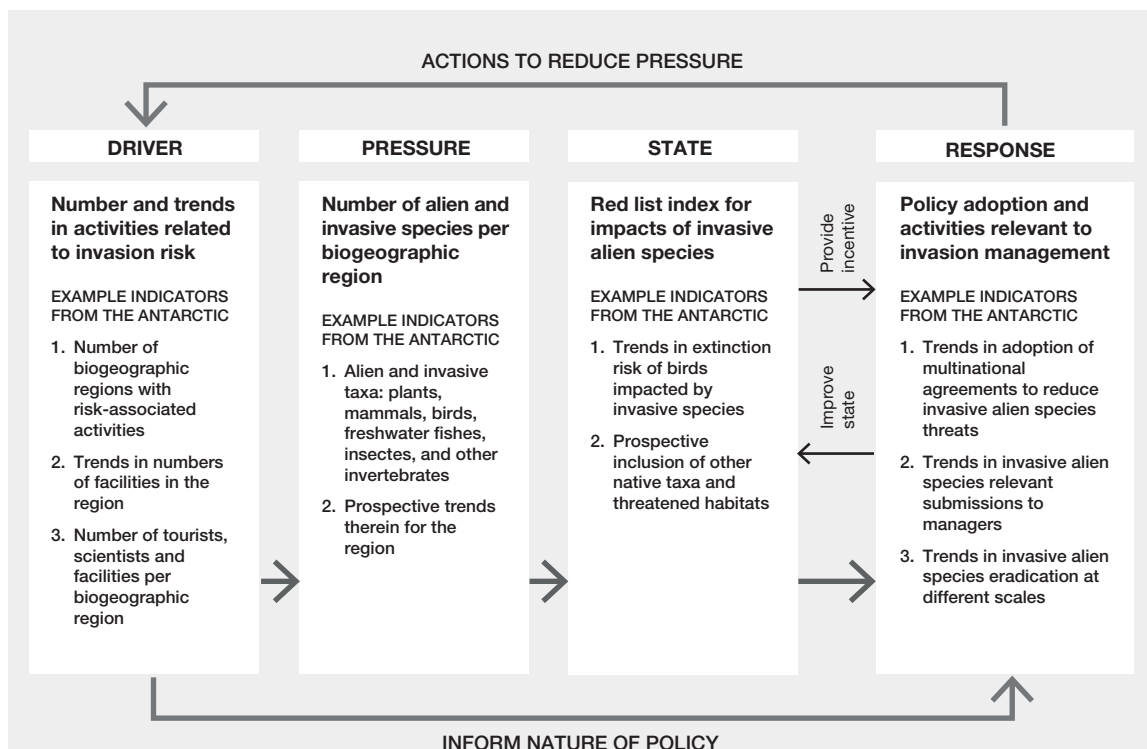 ACTIONS TO REDUCE PRESSURE
DRIVER
Number and trends
in activities related
to invasion risk
EXAMPLE INDICATORS
FROM THE ANTARCTIC
1. Number of
biogeographic
regions with
risk-associated
activities
2. Trends in numbers
of facilities in the
region
3. Number of tourists,
scientists and
facilities per
biogeographic
region
PRESSURE
Number of alien and
invasive species per
biogeographic
region
EXAMPLE INDICATORS
FROM THE ANTARCTIC
1. Alien and invasive
taxa: plants,
mammals, birds,
freshwater fishes,
insectes, and other
invertebrates
2. Prospective trends
therein for the
region
STATE
Red list index for
impacts of invasive
alien species
EXAMPLE INDICATORS
FROM THE ANTARCTIC
1. Trends in extinction
risk of birds
impacted by
invasive species
2. Prospective
inclusion of other
native taxa and
threatened habitats
Provide
incentive
Improve
state
RESPONSE
Policy adoption and
activities relevant to
invasion management
EXAMPLE INDICATORS
FROM THE ANTARCTIC
1. Trends in adoption of
multinational
agreements to reduce
invasive alien species
threats
2. Trends in invasive alien
species relevant
submissions to
managers
3. Trends in invasive alien
species eradication at
different scales
INFORM NATURE OF POLICY